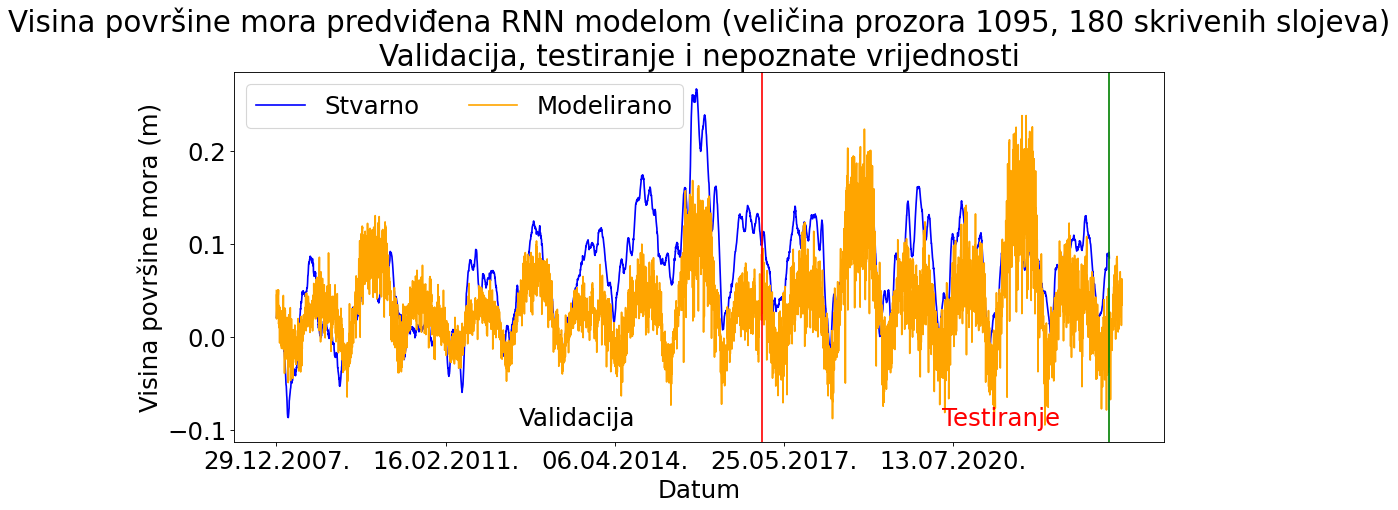 Visina površine mora predviđena RNN modelom (veličina prozora 1095, 180 skrivenih slojeva)
Validacija, testiranje i nepoznate vrijednosti
Stvarno
Modelirano
Visina površine mora (m)
0.2
0.1
0.0
−0.1
Validacija
Testiranje
29.12.2007.
16.02.2011.
06.04.2014.
25.05.2017.
13.07.2020.
Datum